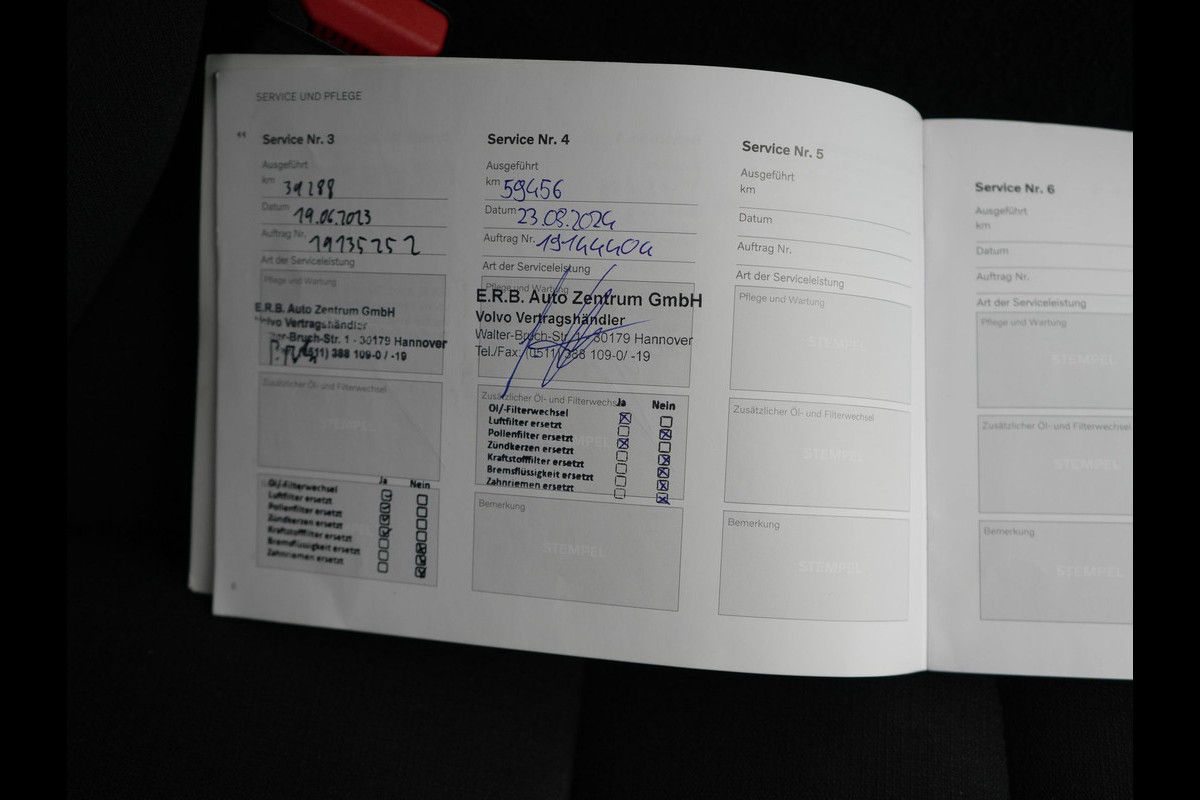 SERVICE UND PFLEGE
Service Nr. 3
Ausgeführt
km 39288
Datum 19.06.2023
Auftrag Nr. 19135252
Art der Serviceleistung
Pflege und Wartung
E.R.B. Auto Zentrum GmbH
Volvo Vertragshändler
-Bruch-Str. 1 - 30179 Hannover
(0511) 388 109-0 / -19
Zusätzlicher Öl- und Filterwechsel
STEMPEL
Ja Nein
Öl/-Filterwechsel
Luftfilter ersetzt
Pollenfilter ersetzt
Zündkerzen ersetzt
Kraftstofffilter ersetzt
Bremsflüssigkeit ersetzt
Zahnriemen ersetzt
Service Nr. 4
Ausgeführt
km 59456
Datum 23.08.2024
Auftrag Nr. 19144404
Art der Serviceleistung
Pflege und Wartung
E.R.B. Auto Zentrum GmbH
Volvo Vertragshändler
Walter-Bruch-Str. 1 - 30179 Hannover
Tel./Fax. (0511) 388 109-0/ -19
Zusätzlicher Öl- und Filterwechs
Ja Nein
Öl/-Filterwechsel
Luftfilter ersetzt
Pollenfilter ersetzt
Zündkerzen ersetzt
Kraftstofffilter ersetzt
Bremsflüssigkeit ersetzt
Zahnriemen ersetzt
Bemerkung
STEMPEL
Service Nr. 5
Ausgeführt
km
Datum
Auftrag Nr.
Art der Serviceleistung
Pflege und Wartung
STEMPEL
Zusätzlicher Öl- und Filterwechsel
STEMPEL
Bemerkung
STEMPEL
Service Nr. 6
Ausgeführt
km
Datum
Auftrag Nr.
Art der Serviceleistung
Pflege und Wartung
STEMPEL
Zusätzlicher Öl- und Filterwechsel
STEMPEL
Bemerkung
STEMPEL